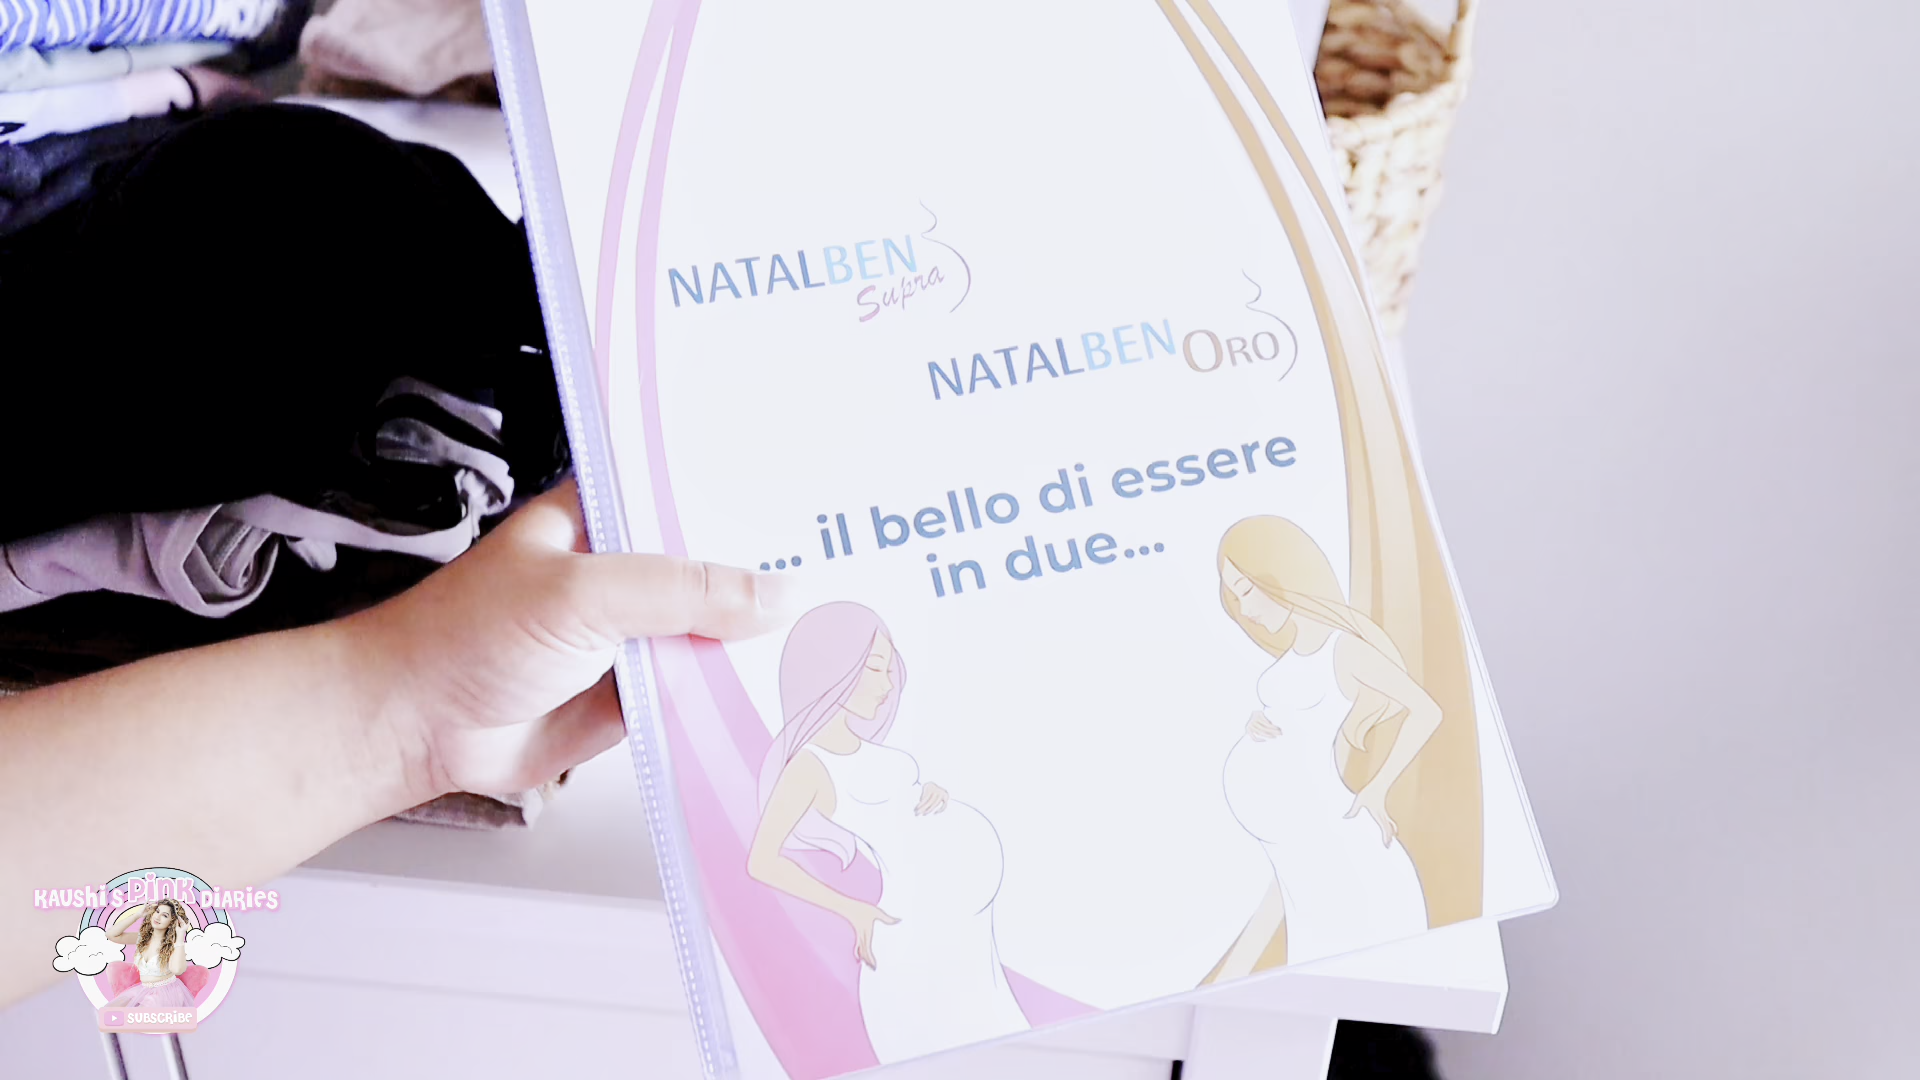 NATALBEN
Supra
NATALBEN ORO
... il bello di essere
in due...
KAUSHI'S PINK DIARIES
SUBSCRIBE